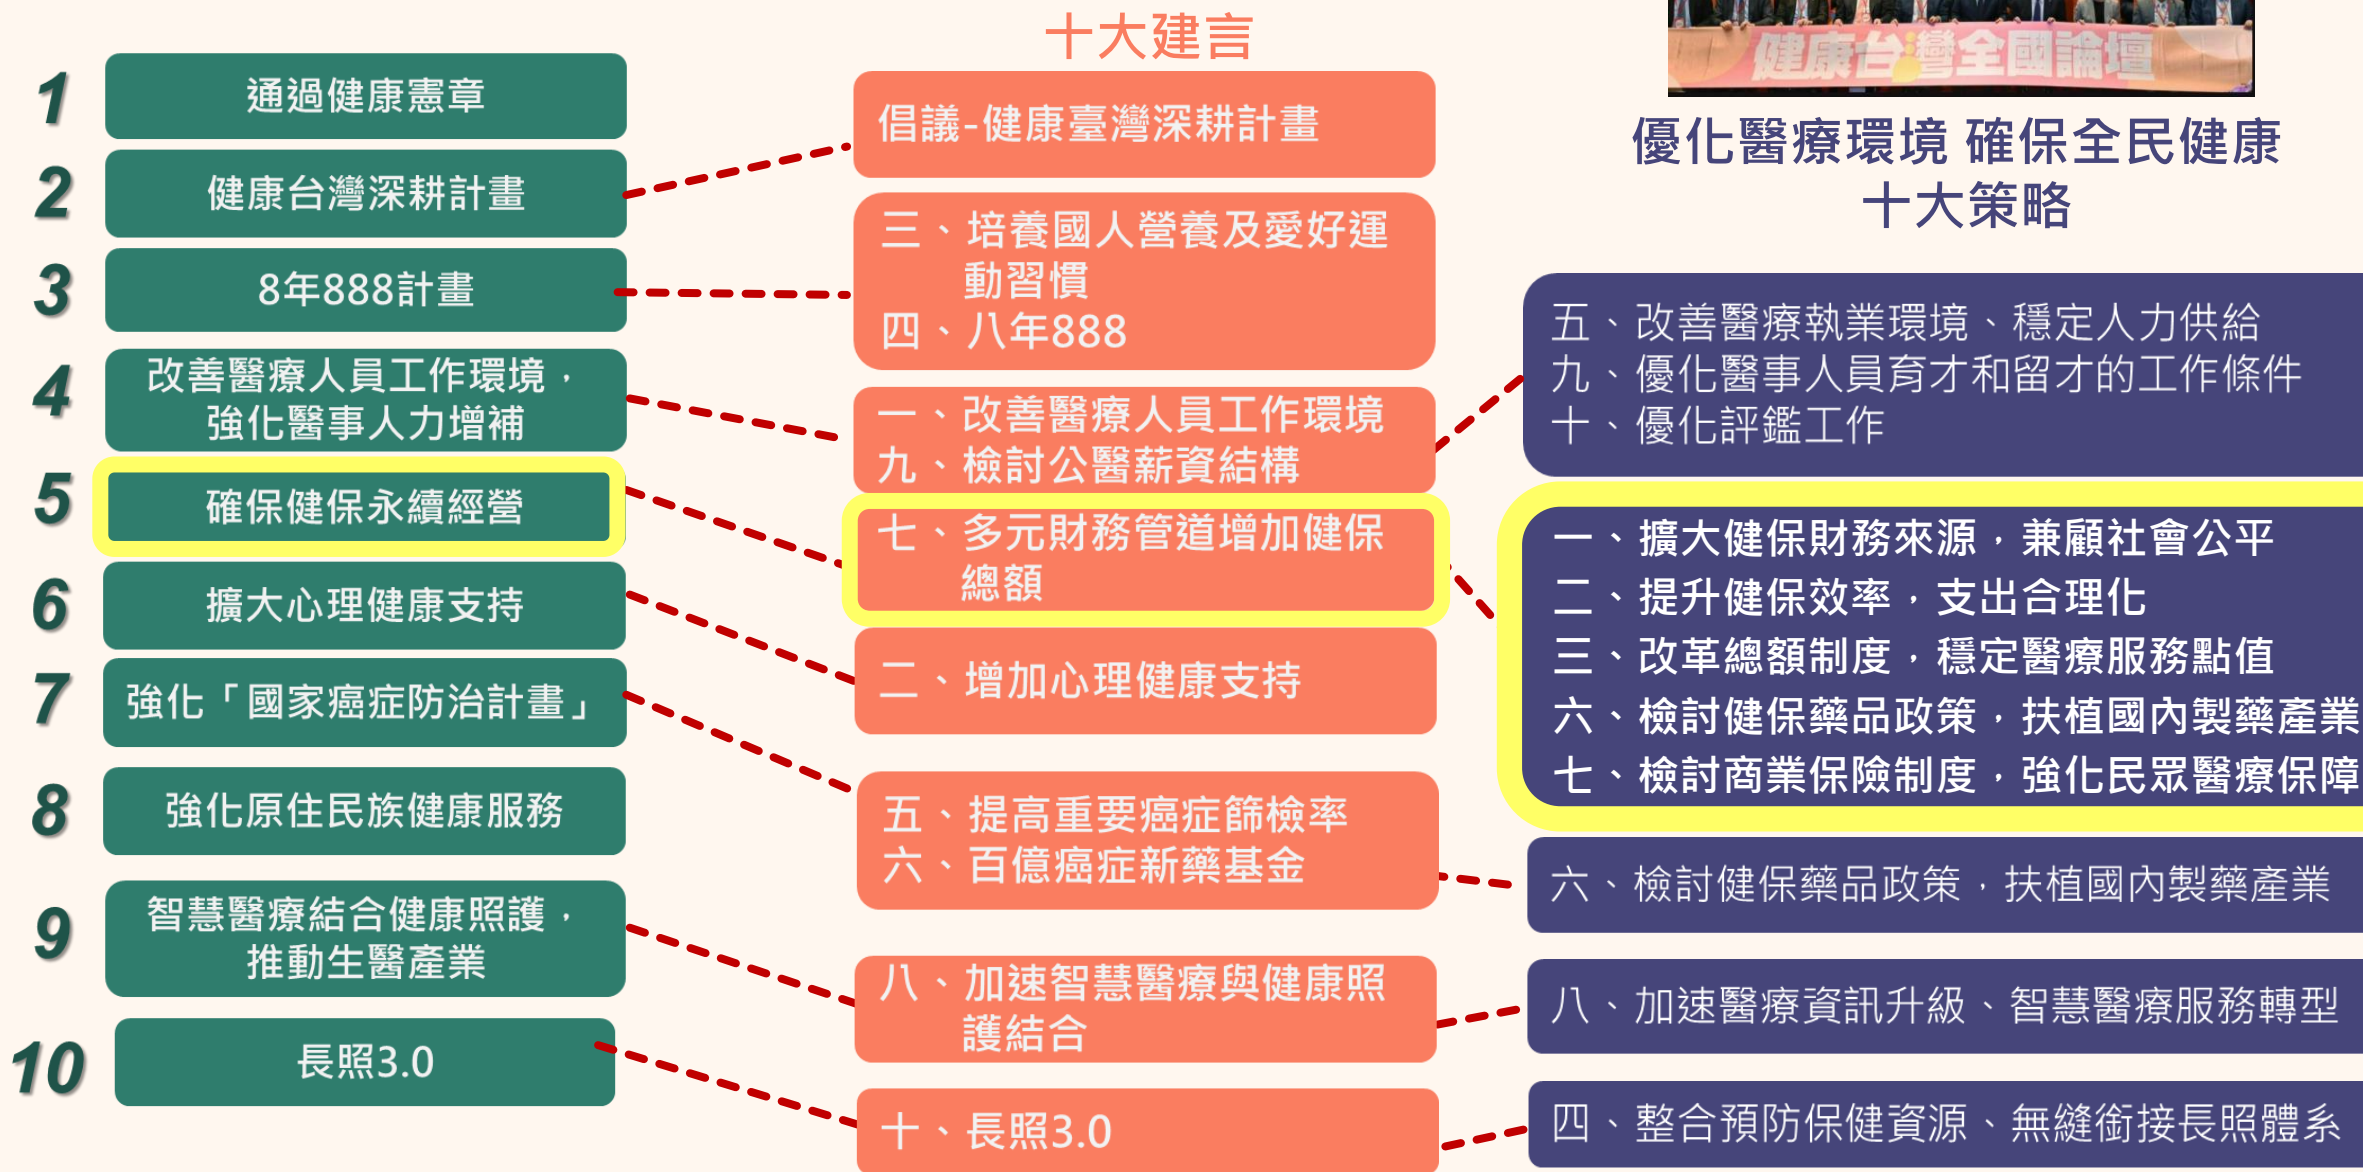 十大建言
健康台灣全國論壇
優化醫療環境 確保全民健康
十大策略
1
通過健康憲章
2
健康台灣深耕計畫
3
8年888計畫
4
改善醫療人員工作環境，
強化醫事人力增補
5
確保健保永續經營
6
擴大心理健康支持
7
強化「國家癌症防治計畫」
8
強化原住民族健康服務
9
智慧醫療結合健康照護，
推動生醫產業
10
長照3.0
倡議-健康臺灣深耕計畫
三、培養國人營養及愛好運
動習慣
四、八年888
一、改善醫療人員工作環境
九、檢討公醫薪資結構
七、多元財務管道增加健保
總額
二、增加心理健康支持
五、提高重要癌症篩檢率
六、百億癌症新藥基金
八、加速智慧醫療與健康照
護結合
十、長照3.0
五、改善醫療執業環境、穩定人力供給
九、優化醫事人員育才和留才的工作條件
十、優化評鑑工作
一、擴大健保財務來源，兼顧社會公平
二、提升健保效率，支出合理化
三、改革總額制度，穩定醫療服務點值
六、檢討健保藥品政策，扶植國內製藥產業
七、檢討商業保險制度，強化民眾醫療保障
六、檢討健保藥品政策，扶植國內製藥產業
八、加速醫療資訊升級、智慧醫療服務轉型
四、整合預防保健資源、無縫銜接長照體系